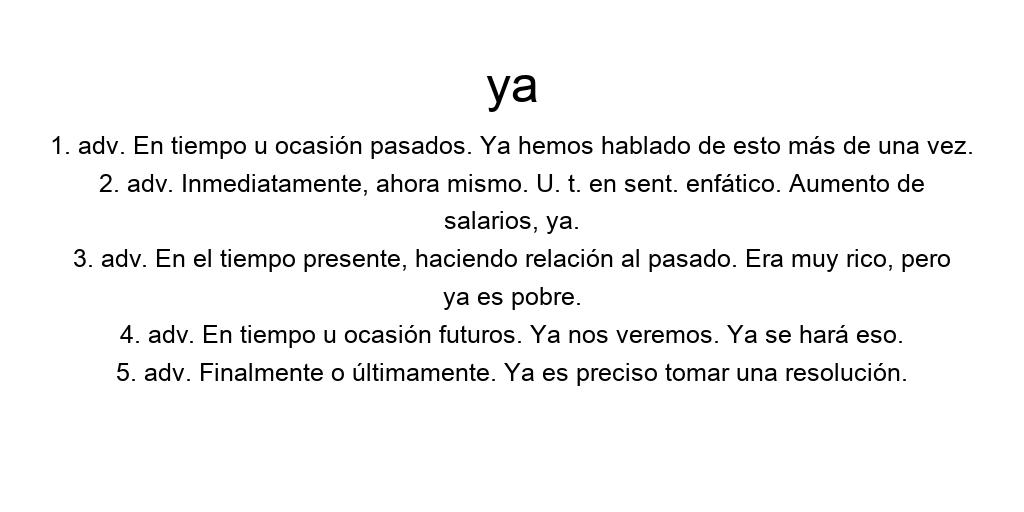 ya
1. adv. En tiempo u ocasión pasados. Ya hemos hablado de esto más de una vez.
2. adv. Inmediatamente, ahora mismo. U. t. en sent. enfático. Aumento de
salarios, ya.
3. adv. En el tiempo presente, haciendo relación al pasado. Era muy rico, pero
ya es pobre.
4. adv. En tiempo u ocasión futuros. Ya nos veremos. Ya se hará eso.
5. adv. Finalmente o últimamente. Ya es preciso tomar una resolución.